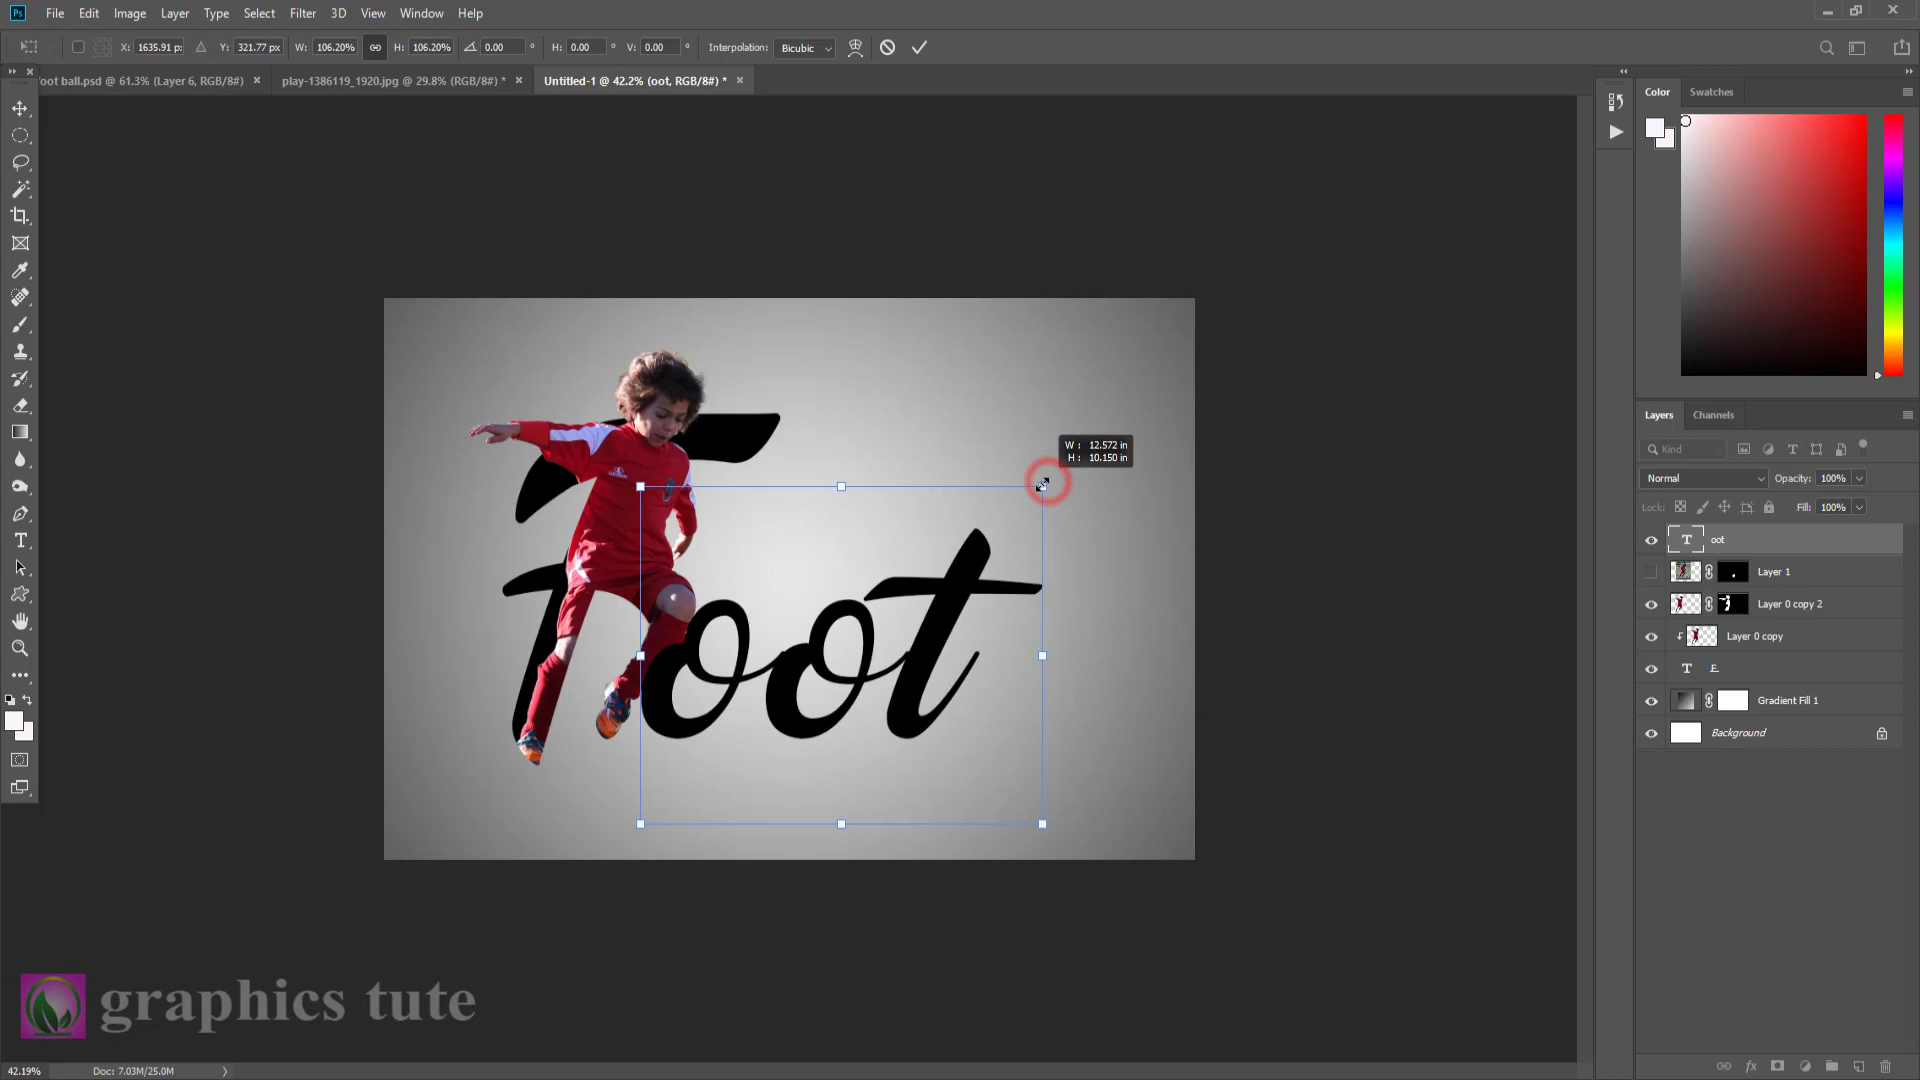 Ps File Edit Image Layer Type Select Filter 3D View Window Help
X: 1635.91 px Y: 321.77 px W: 106.20% H: 106.20% 0.00 ° H: 0.00 ° V: 0.00 ° Interpolation: Bicubic
oot ball.psd @ 61.3% (Layer 6, RGB/8#) × play-1386119_1920.jpg @ 29.8% (RGB/8#) * × Untitled-1 @ 42.2% (oot, RGB/8#) * ×
Color Swatches
W : 12.572 in
H : 10.150 in
Foot
Layers Channels
Kind
Normal Opacity: 100%
Lock: Fill: 100%
T oot
Layer 1
Layer 0 copy 2
Layer 0 copy
T F
Gradient Fill 1
Background
graphics tute
42.19% Doc: 7.03M/25.0M